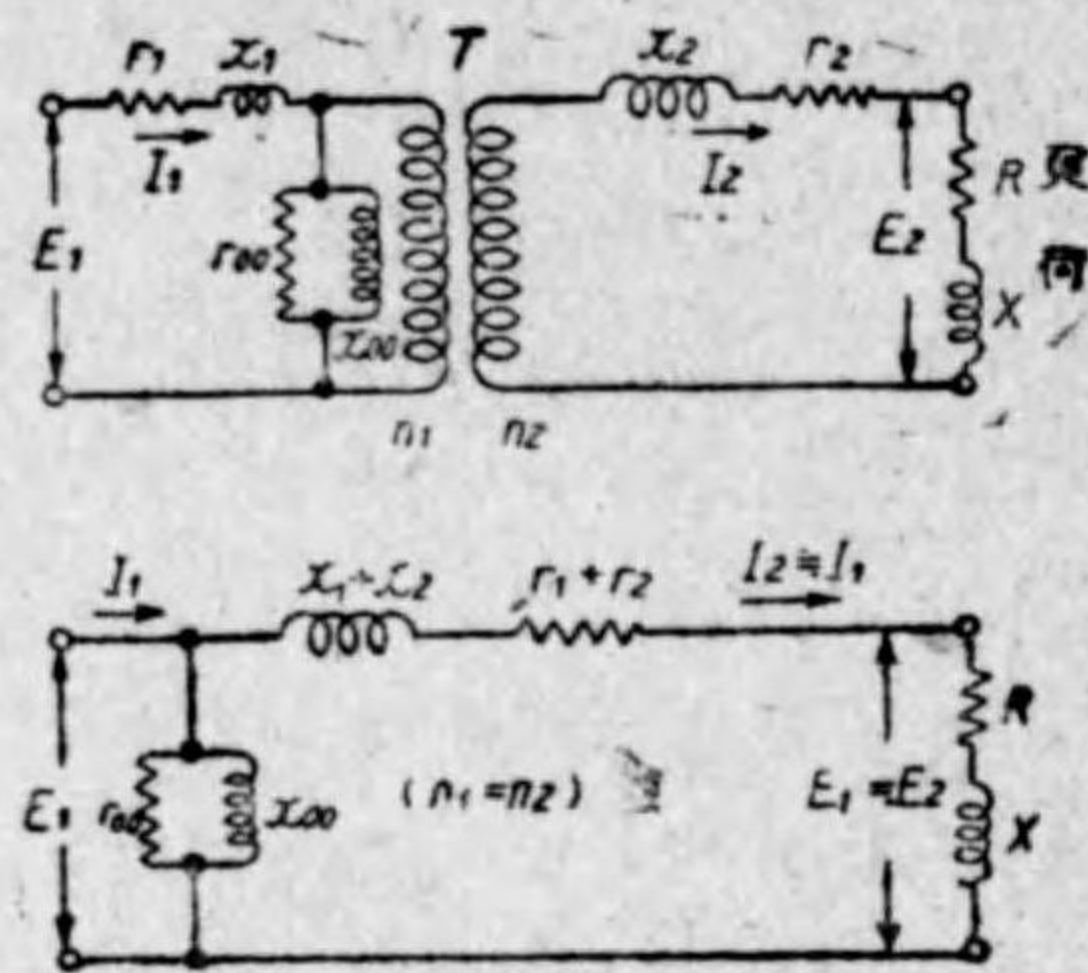 r1 x1 T x2 r2
I1 I2
E1 r00 x00 E2 R X
n1 n2
I1 x1+x2 r1+r2 I2≒I1
E1 r00 x00 (n1=n2) E1=E2 R
X